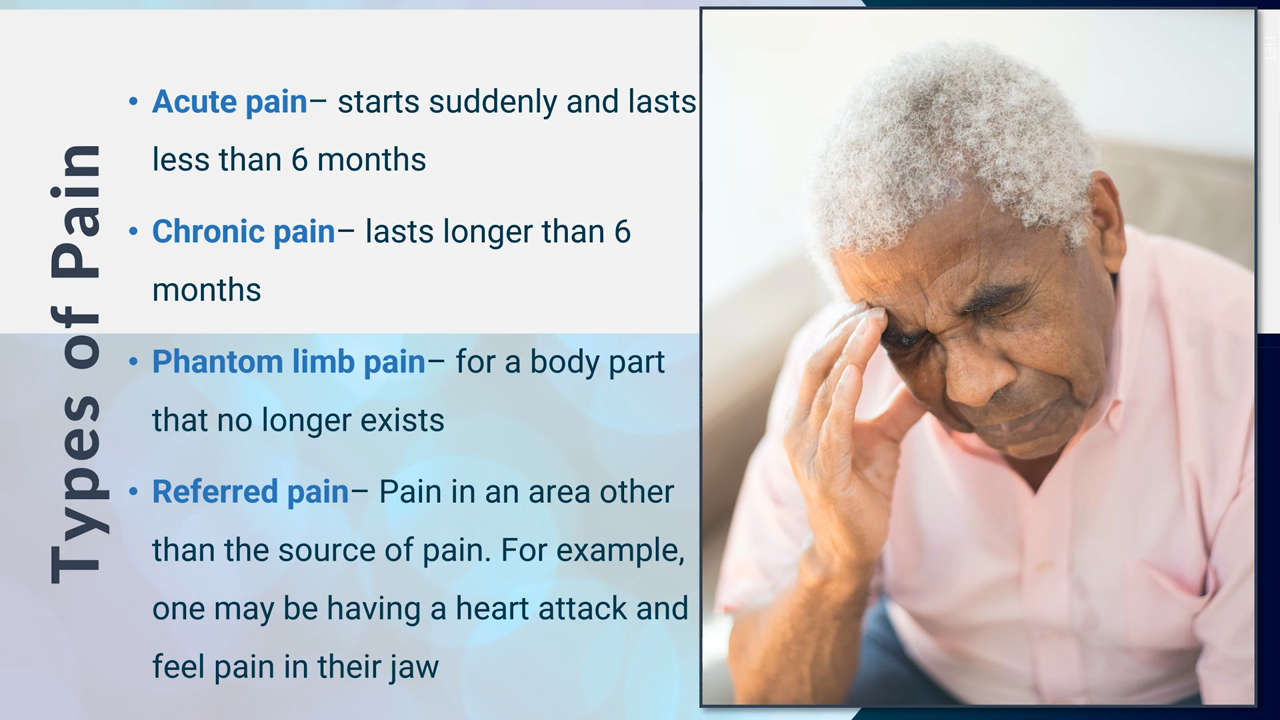 Types of Pain
• Acute pain– starts suddenly and lasts
less than 6 months
• Chronic pain– lasts longer than 6
months
• Phantom limb pain– for a body part
that no longer exists
• Referred pain– Pain in an area other
than the source of pain. For example,
one may be having a heart attack and
feel pain in their jaw